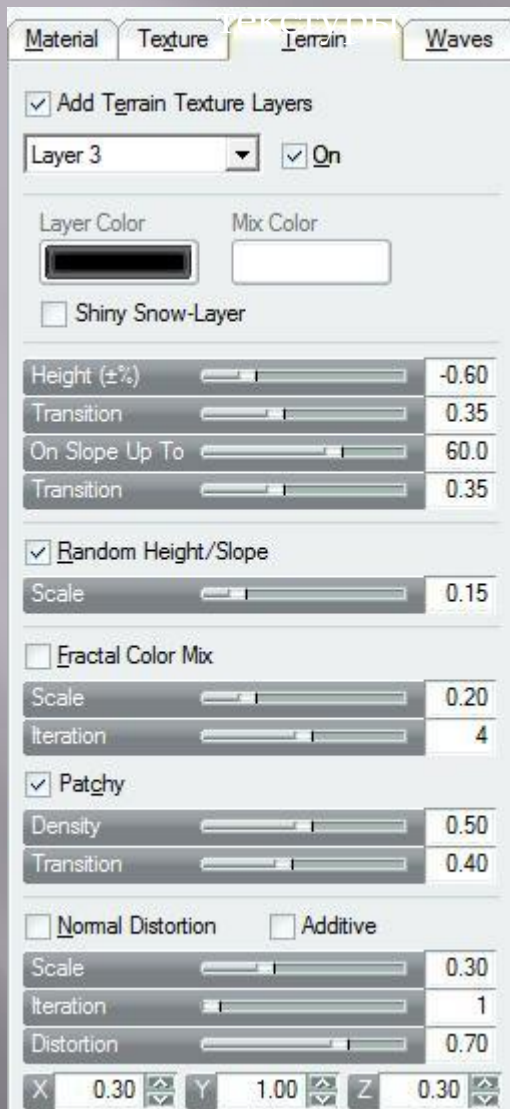 текстуры
Material Texture Terrain Waves
Add Terrain Texture Layers
Layer 3 On
Layer Color Mix Color
Shiny Snow-Layer
Height (±%) -0.60
Transition 0.35
On Slope Up To 60.0
Transition 0.35
Random Height/Slope
Scale 0.15
Fractal Color Mix
Scale 0.20
Iteration 4
Patchy
Density 0.50
Transition 0.40
Normal Distortion Additive
Scale 0.30
Iteration 1
Distortion 0.70
X 0.30 Y 1.00 Z 0.30